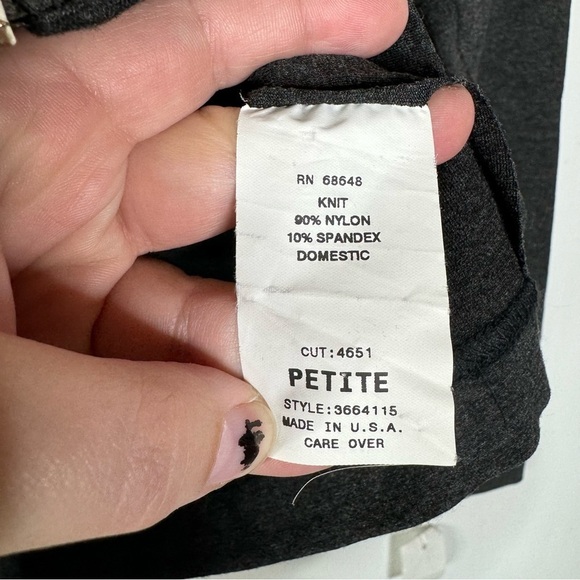 RN 68648
KNIT
90% NYLON
10% SPANDEX
DOMESTIC
CUT:4651
PETITE
STYLE:3664115
MADE IN U.S.A.
CARE OVER